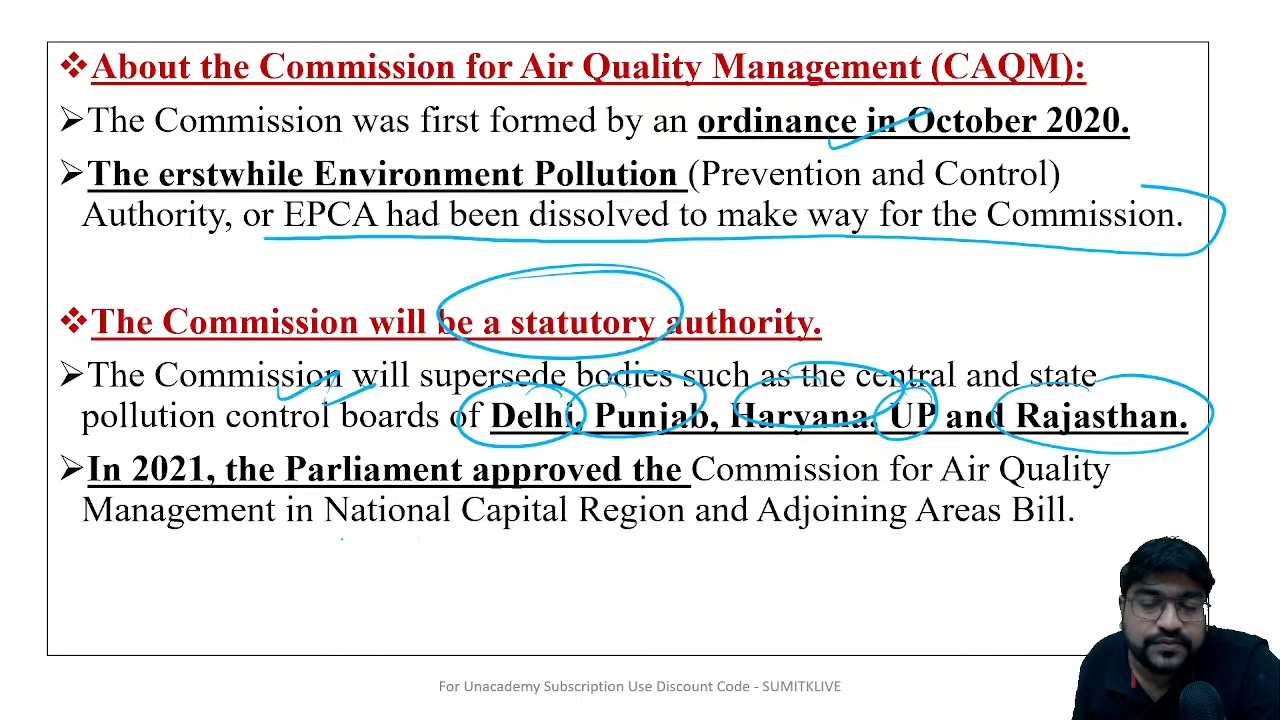 ❖About the Commission for Air Quality Management (CAQM):
➢The Commission was first formed by an ordinance in October 2020.
➢The erstwhile Environment Pollution (Prevention and Control)
Authority, or EPCA had been dissolved to make way for the Commission.
❖The Commission will be a statutory authority.
➢The Commission will supersede bodies such as the central and state
pollution control boards of Delhi, Punjab, Haryana, UP and Rajasthan.
➢In 2021, the Parliament approved the Commission for Air Quality
Management in National Capital Region and Adjoining Areas Bill.
For Unacademy Subscription Use Discount Code - SUMITKLIVE